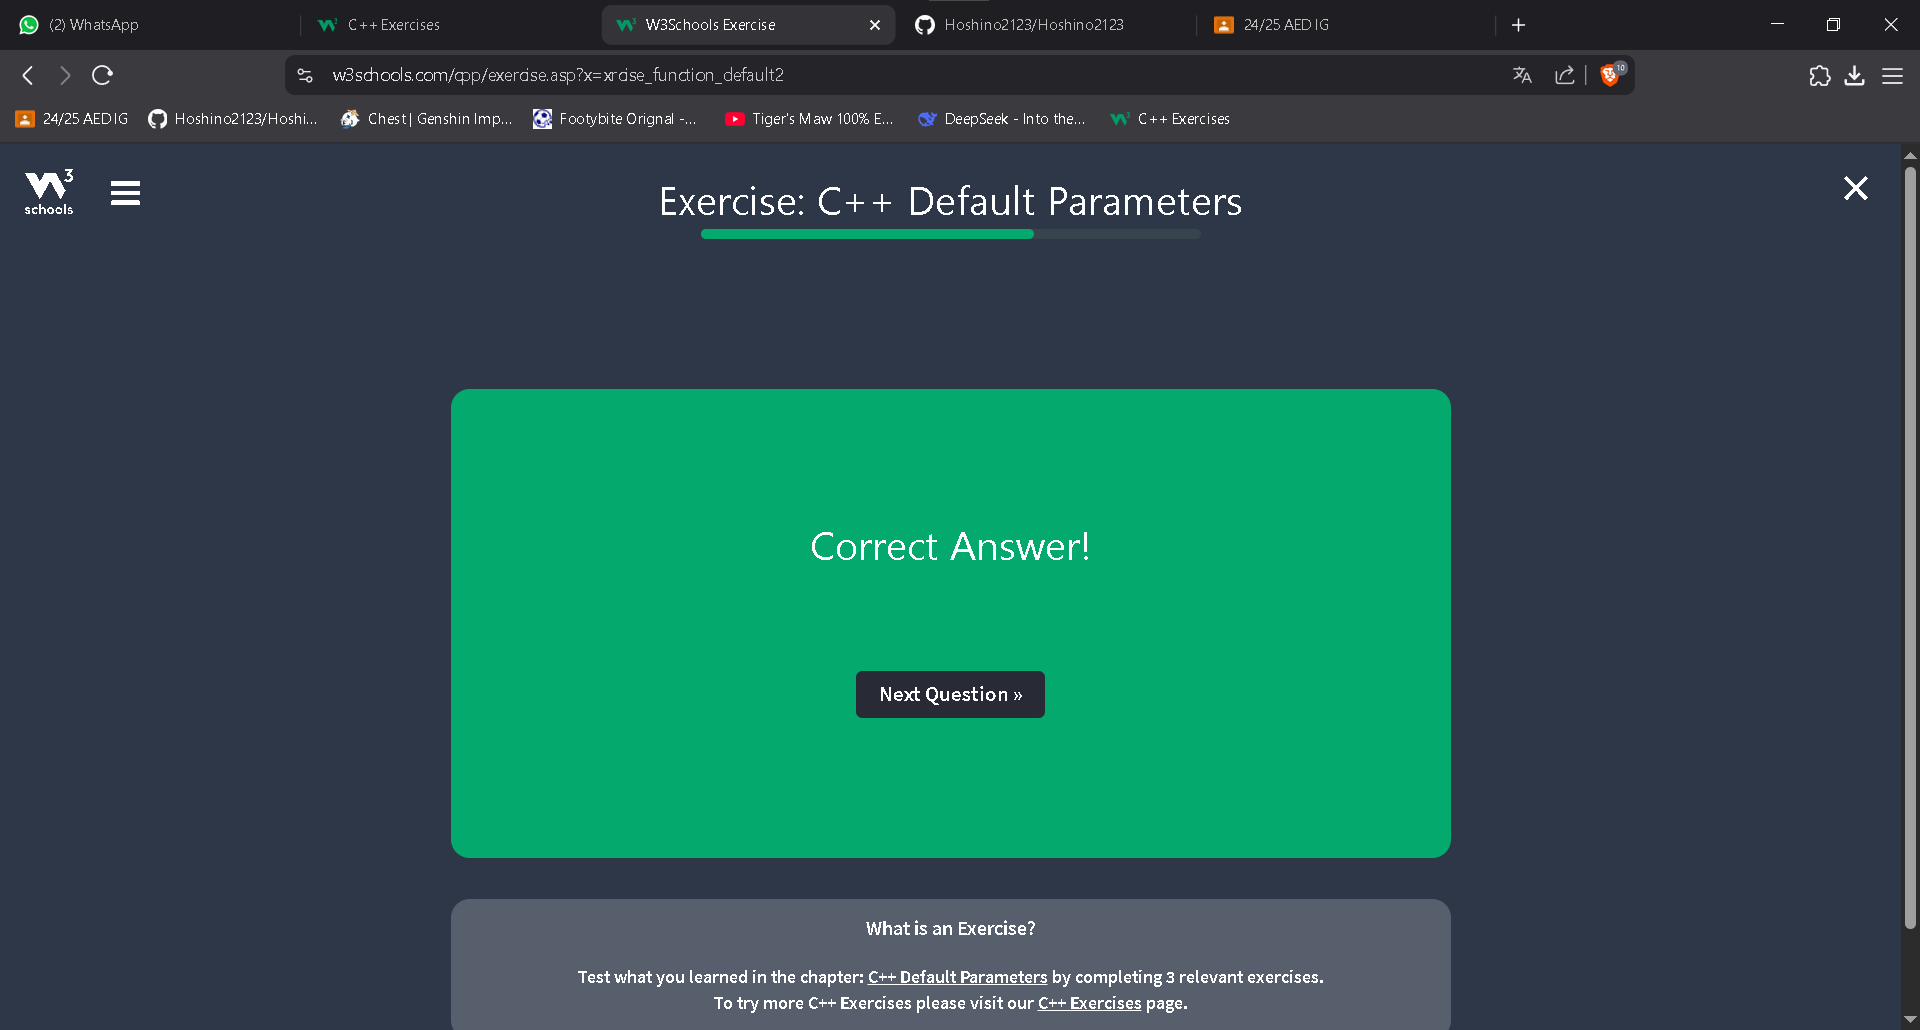 (2) WhatsApp
C++ Exercises
W3Schools Exercise
Hoshino2123/Hoshino2123
24/25 AED IG
w3schools.com/cpp/exercise.asp?x=xrcise_function_default2
10
24/25 AED IG
Hoshino2123/Hoshi...
Chest | Genshin Imp...
Footybite Orignal -...
Tiger's Maw 100% E...
DeepSeek - Into the...
C++ Exercises
W3
schools
Exercise: C++ Default Parameters
Correct Answer!
Next Question »
What is an Exercise?
Test what you learned in the chapter: C++ Default Parameters by completing 3 relevant exercises.
To try more C++ Exercises please visit our C++ Exercises page.